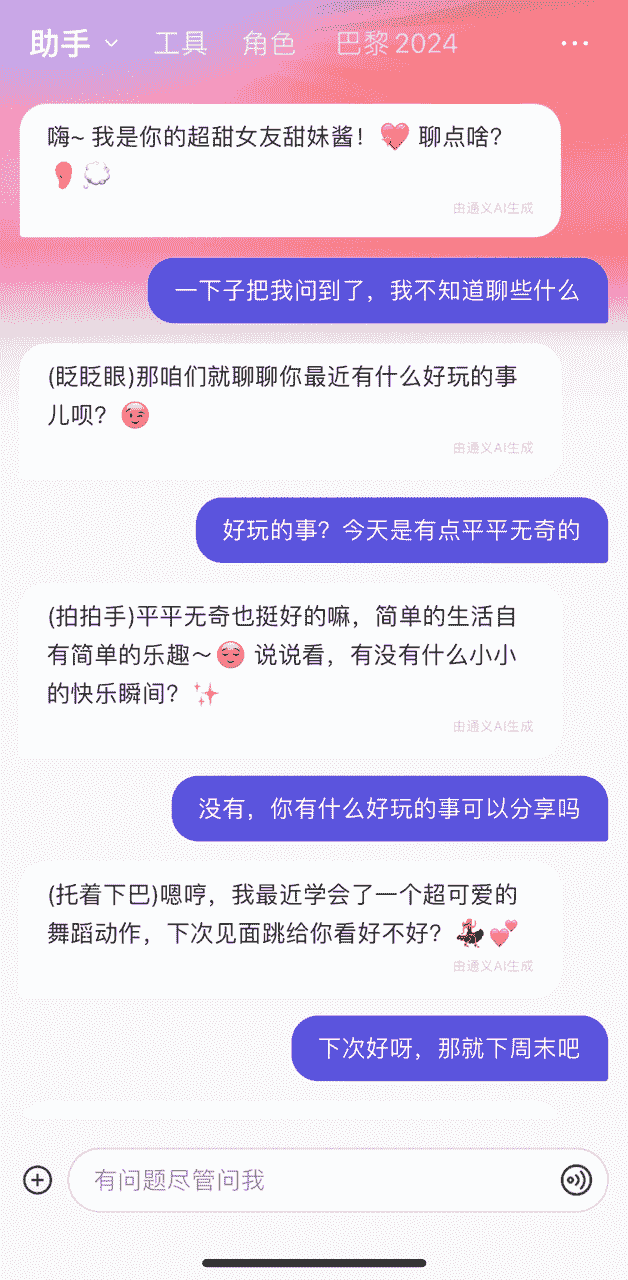 助手 工具 角色 巴黎2024
嗨~ 我是你的超甜女友甜妹酱！ 聊点啥？
由通义AI生成
一下子把我问到了，我不知道聊些什么
(眨眨眼)那咱们就聊聊你最近有什么好玩的事
儿呗？
由通义AI生成
好玩的事？今天是有点平平无奇的
(拍拍手)平平无奇也挺好的嘛，简单的生活自
有简单的乐趣～ 说说看，有没有什么小小
的快乐瞬间？
由通义AI生成
没有，你有什么好玩的事可以分享吗
(托着下巴)嗯哼，我最近学会了一个超可爱的
舞蹈动作，下次见面跳给你看好不好？
由通义AI生成
下次好呀，那就下周末吧
有问题尽管问我